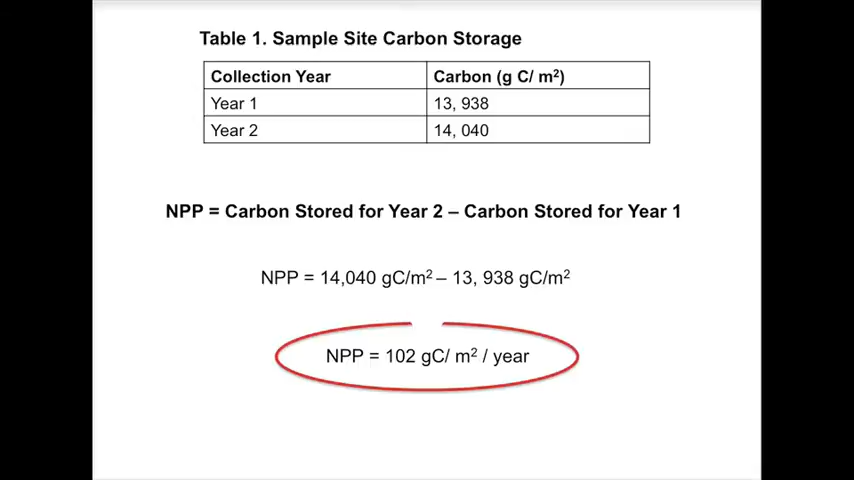 Table 1. Sample Site Carbon Storage
Collection Year Carbon (g C/ m²)
Year 1 13, 938
Year 2 14, 040
NPP = Carbon Stored for Year 2 – Carbon Stored for Year 1
NPP = 14,040 gC/m² – 13, 938 gC/m²
NPP = 102 gC/ m² / year